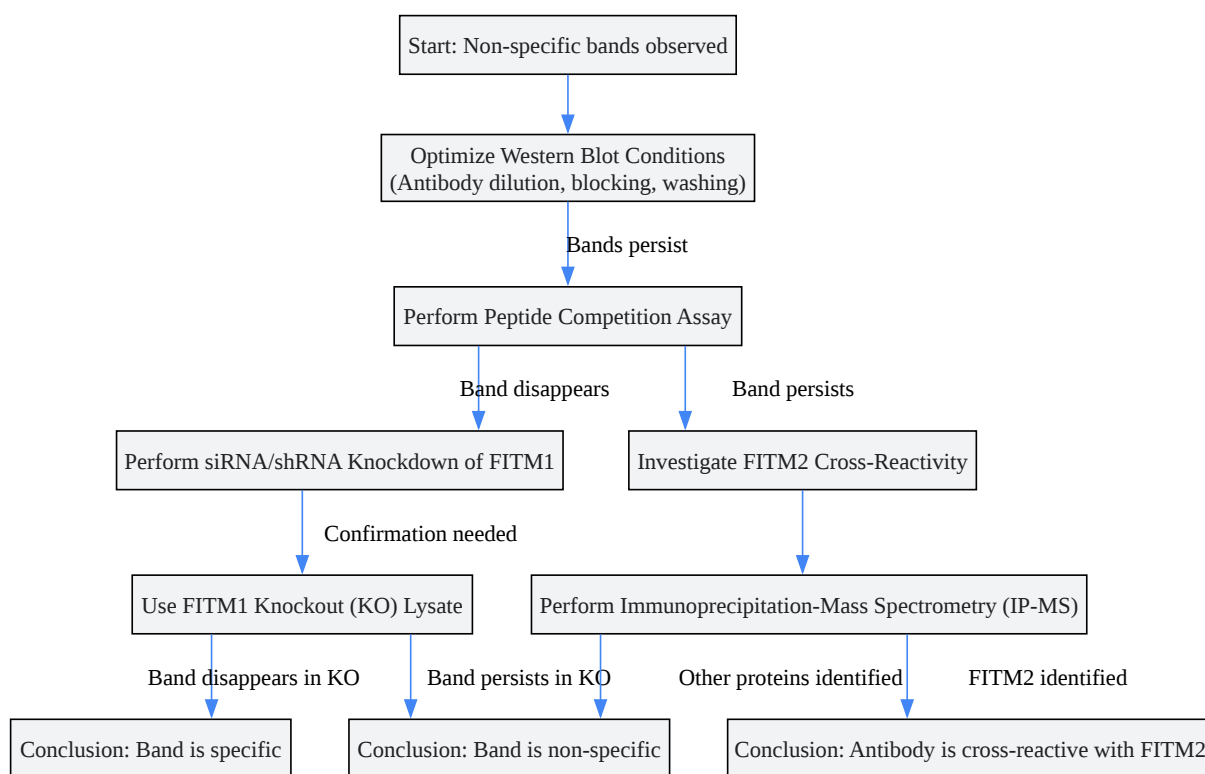 Start: Non-specific bands observed
Optimize Western Blot Conditions
(Antibody dilution, blocking, washing)
Bands persist
Perform Peptide Competition Assay
Band disappears
Band persists
Perform siRNA/shRNA Knockdown of FITM1
Investigate FITM2 Cross-Reactivity
Confirmation needed
Use FITM1 Knockout (KO) Lysate
Perform Immunoprecipitation-Mass Spectrometry (IP-MS)
Band disappears in KO
Band persists in KO
Other proteins identified
FITM2 identified
Conclusion: Band is specific
Conclusion: Band is non-specific
Conclusion: Antibody is cross-reactive with FITM2